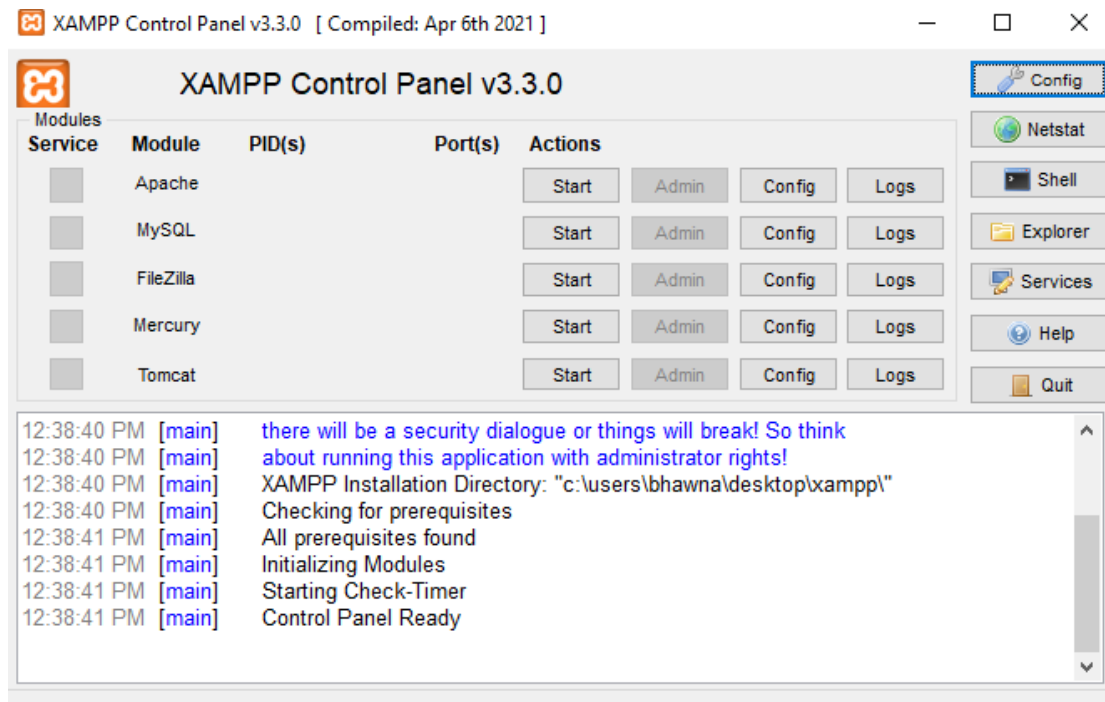 XAMPP Control Panel v3.3.0 [ Compiled: Apr 6th 2021 ]
XAMPP Control Panel v3.3.0
Config
Modules
Service Module PID(s) Port(s) Actions
Netstat
Apache Start Admin Config Logs
Shell
MySQL Start Admin Config Logs
Explorer
FileZilla Start Admin Config Logs
Services
Mercury Start Admin Config Logs
Help
Tomcat Start Admin Config Logs
Quit
12:38:40 PM [main] there will be a security dialogue or things will break! So think
12:38:40 PM [main] about running this application with administrator rights!
12:38:40 PM [main] XAMPP Installation Directory: "c:\users\bhawna\desktop\xampp\"
12:38:40 PM [main] Checking for prerequisites
12:38:41 PM [main] All prerequisites found
12:38:41 PM [main] Initializing Modules
12:38:41 PM [main] Starting Check-Timer
12:38:41 PM [main] Control Panel Ready